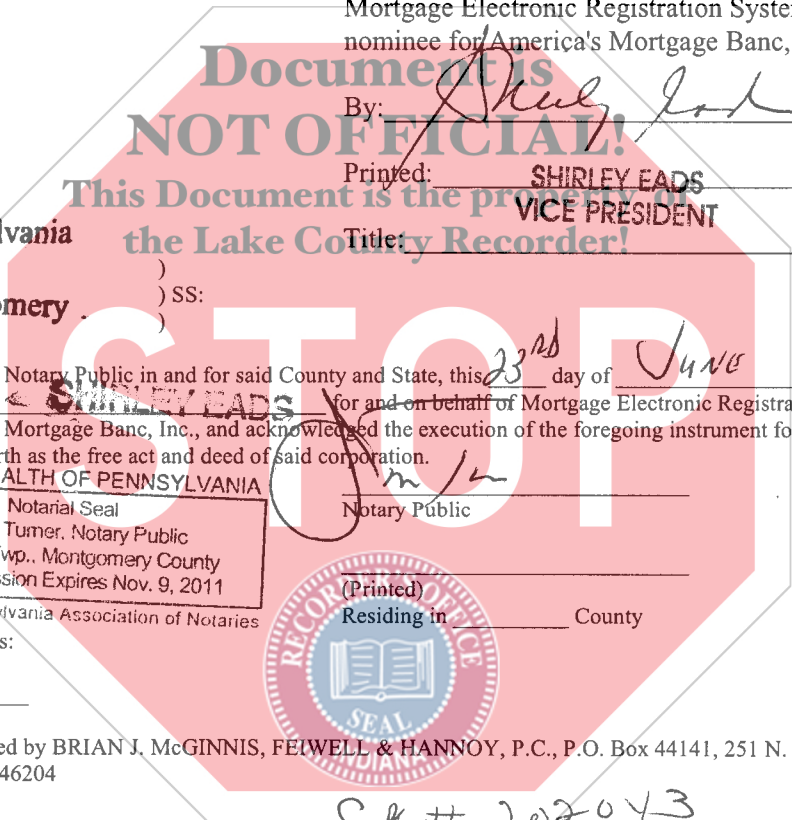 Mortgage Electronic Registration System
nominee for America's Mortgage Banc,
Document is
NOT OFFICIAL!
This Document is the property of
the Lake County Recorder!
STOP
By: Shirley Eads
Printed: SHIRLEY EADS
VICE PRESIDENT
Title:
lvania
)
) SS:
omery .
)
Notary Public in and for said County and State, this 23RD day of JUNE
SHIRLEY EADS for and on behalf of Mortgage Electronic Registra
Mortgage Banc, Inc., and acknowledged the execution of the foregoing instrument fo
rth as the free act and deed of said corporation.
ALTH OF PENNSYLVANIA
Notarial Seal
Turner, Notary Public
wp., Montgomery County
sion Expires Nov. 9, 2011
lvania Association of Notaries
Notary Public
(Printed)
Residing in County
s:
RECORDER'S OFFICE
SEAL
INDIANA
ed by BRIAN J. McGINNIS, FEIWELL & HANNOY, P.C., P.O. Box 44141, 251 N.
46204
202043